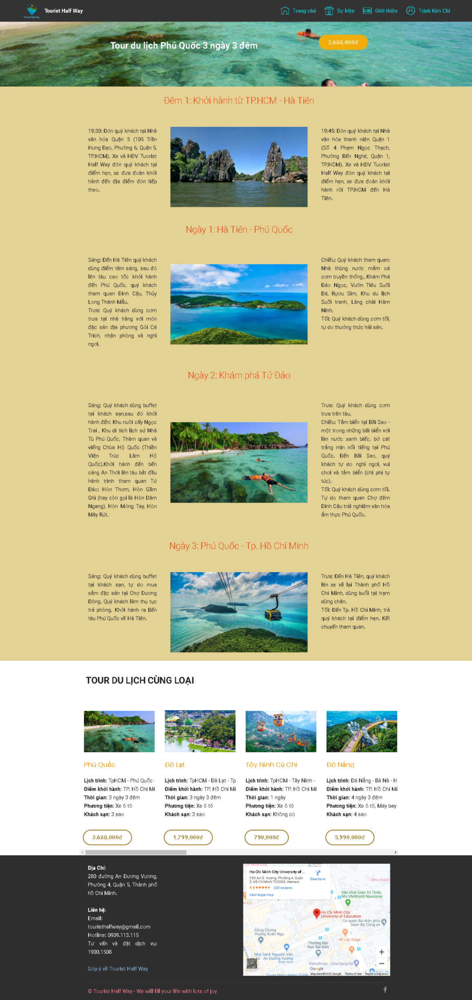 Tourist Half Way
Trang chủ
Sự kiện
Giới thiệu
Trịnh Kim Chi
Tour du lịch Phú Quốc 3 ngày 3 đêm
3,688,000đ
Đêm 1: Khởi hành từ TP.HCM - Hà Tiên
19:30: Đón quý khách tại Nhà
văn hóa Quận 5 (105 Trần
Hưng Đạo, Phường 6, Quận 5,
TP.HCM). Xe và HDV Tuorist
Half Way đón quý khách tại
điểm hẹn, xe đưa đoàn khởi
hành đến địa điểm đón tiếp
theo.
19:45: Đón quý khách tại Nhà
văn hóa thanh niên Quận 1
(Số 4 Phạm Ngọc Thạch,
Phường Bến Nghé, Quận 1,
TP.HCM). Xe và HDV Tuorist
Half Way đón quý khách tại
điểm hẹn, xe đưa đoàn khởi
hành rời TP.HCM đến Hà
Tiên.
Ngày 1: Hà Tiên - Phú Quốc
Sáng: Đến Hà Tiên quý khách
dùng điểm tâm sáng, sau đó
lên tàu cao tốc khởi hành
đến Phú Quốc. quý khách
tham quan Dinh Cậu, Thủy
Long Thánh Mẫu.
Trưa: Quý khách dùng cơm
trưa tại nhà hàng với món
đặc sản địa phương Gỏi Cá
Trích, nhận phòng và nghỉ
ngơi.
Chiều: Quý khách tham quan:
Nhà thùng nước mắm cá
cơm truyền thống., Khám Phá
Đảo Ngọc, Vườn Tiêu Suối
Đá, Rượu Sim, Khu du lịch
Suối tranh, Làng chài Hàm
Ninh.
Tối: Quý khách dùng cơm tối,
tự do thưởng thức hải sản.
Ngày 2: Khám phá Tứ Đảo
Sáng: Quý khách dùng buffet
tại khách sạn,sau đó khởi
hành đến: Khu nuôi cấy Ngọc
Trai , Khu di tích lịch sử Nhà
Tù Phú Quốc, Thăm quan và
viếng Chùa Hộ Quốc (Thiền
Viện Trúc Lâm Hộ
Quốc).Khởi hành đến bến
cảng An Thới lên tàu bắt đầu
hành trình tham quan Tứ
Đảo: Hòn Thơm, Hòn Gầm
Ghì (hay còn gọi là Hòn Dăm
Ngang), Hòn Móng Tay, Hòn
Mây Rút.
Trưa: Quý khách dùng cơm
trưa trên tàu.
Chiều: Tắm biển tại Bãi Sao -
một trong những bãi biển với
làn nước xanh biếc, bờ cát
trắng mịn nổi tiếng tại Phú
Quốc. Đến Bãi Sao, quý
khách tự do nghỉ ngơi, vui
chơi và tắm biển (chi phí tự
túc).
Tối: Quý khách dùng cơm tối.
Tự do tham quan Chợ đêm
Dinh Cậu trải nghiệm văn hóa
ẩm thực Phú Quốc.
Ngày 3: Phú Quốc - Tp. Hồ Chí Minh
Sáng: Quý khách dùng buffet
tại khách sạn, tự do mua
sắm đặc sản tại Chợ Dương
Đông. Quý khách làm thụ tục
trả phòng. Khởi hành ra Bến
tàu Phú Quốc về Hà Tiên.
Trưa: Đến Hà Tiên, quý khách
lên xe về lại Thành phố Hồ
Chí Minh, dùng buổi tại trạm
dừng chân.
Tối: Đến Tp. Hồ Chí Minh, trả
quý khách tại điểm hẹn. Kết
chuyến tham quan.
TOUR DU LỊCH CÙNG LOẠI
Phú Quốc
Lịch trình: TpHCM - Phú Quốc -
Điểm khởi hành: TP. Hồ Chí Mi
Thời gian: 3 ngày 3 đêm
Phương tiện: Xe ô tô
Khách sạn: 3 sao
3,688,000đ
Đà Lạt
Lịch trình: TpHCM - Đà Lạt - Tp
Điểm khởi hành: TP. Hồ Chí Mi
Thời gian: 3 ngày 3 đêm
Phương tiện: Xe ô tô
Khách sạn: 3 sao
1,799,000đ
Tây Ninh Củ Chi
Lịch trình: TpHCM - Tây Ninh -
Điểm khởi hành: TP. Hồ Chí Mi
Thời gian: 1 ngày
Phương tiện: Xe ô tô
Khách sạn: Không có
790,000đ
Đà Nẵng
Lịch trình: Đà Nẵng - Bà Nà - H
Điểm khởi hành: TP. Hồ Chí Mi
Thời gian: 4 ngày 3 đêm
Phương tiện: Xe ô tô, Máy bay
Khách sạn: 4 sao
5,990,000đ
Địa Chỉ:
280 đường An Dương Vương,
Phường 4, Quận 5, Thành phố
hồ Chí Minh.
Liên hệ:
Email:
touristhalfway@gmail.com
Hotline: 0909.113.115
Tư vấn và đặt dịch vụ:
1900.1508
Góp ý về Tourist Half Way
Ho Chi Minh City University of ...
280 An D. Vương, Phường 4, Quận
5, Hồ Chí Minh 720000, Vietnam
4.4 395 reviews
View larger map
Directions
Nhà khách
Sân chơi Giáo Trí Thiếu
Nhi tiNiWorld Nowzone
Ho Chi Minh City
University of Education
Cơ quan đại diện phía
Nam Bộ Công an
Công Chứng
Hoàng Xuân Ngụ
Mì cay Naga
Trường Đại
học Sài Gòn
Nhà Sách Nguyễn Văn
Cừ - An Dương Vương
Book store
Petrolimex - Cửa hàng 04
Google
Trung tâm Laptop TGDĐ
Map data ©2020 Google
Terms of Use
Report a map error
© Tourist Half Way - We will fill your life with lots of joy